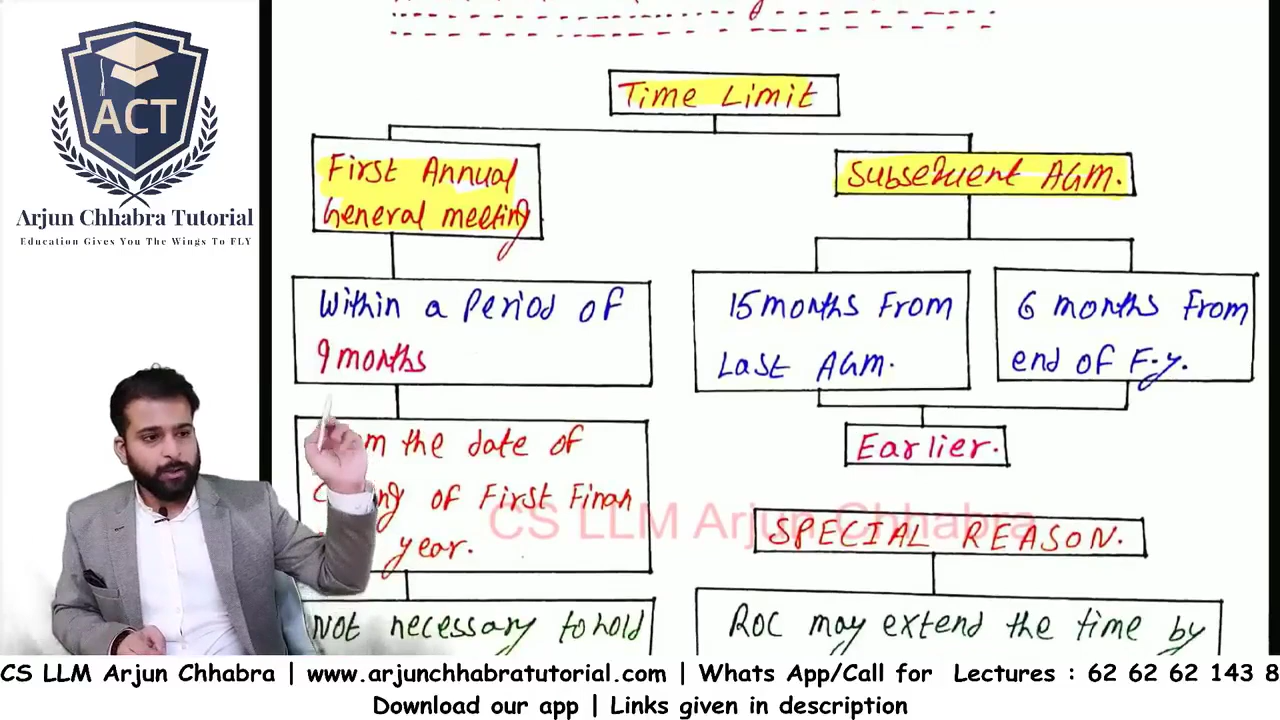 ACT
Arjun Chhabra Tutorial
Education Gives You The Wings To FLY
Time Limit
First Annual
General meeting
Subsequent AGM.
Within a Period of
9 months
15 months From
Last AGM.
6 months From
end of F.y.
the date of
of First Finan
year.
Earlier.
CS LLM Arjun Chhabra
SPECIAL REASON.
Not necessary to hold
ROC may extend the time by
CS LLM Arjun Chhabra | www.arjunchhabratutorial.com | Whats App/Call for Lectures : 62 62 62 143 8
Download our app | Links given in description